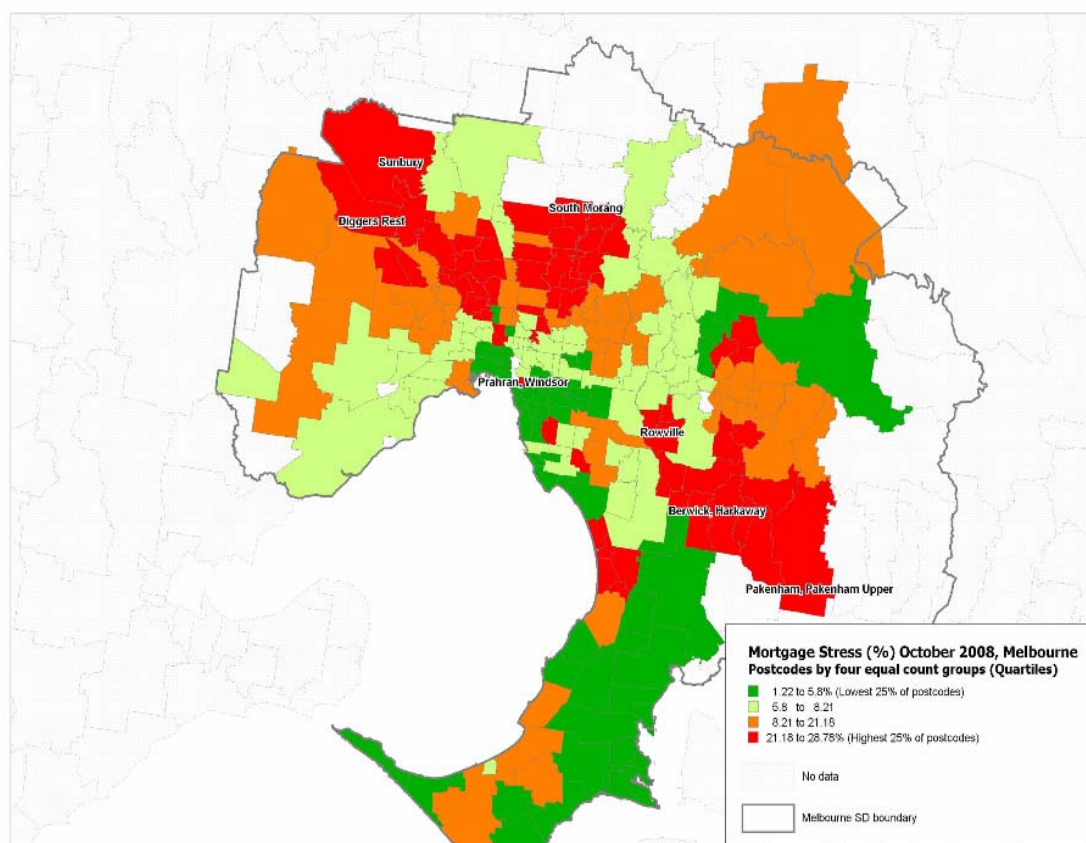 Sunbury
South Morang
Diggers Rest
Prahran, Windsor
Rowville
Berwick, Harkaway
Pakenham, Pakenham Upper
Mortgage Stress (%) October 2008, Melbourne
Postcodes by four equal count groups (Quartiles)
1.22 to 5.8% (Lowest 25% of postcodes)
5.8 to 8.21
8.21 to 21.18
21.18 to 28.78% (Highest 25% of postcodes)
No data
Melbourne SD boundary